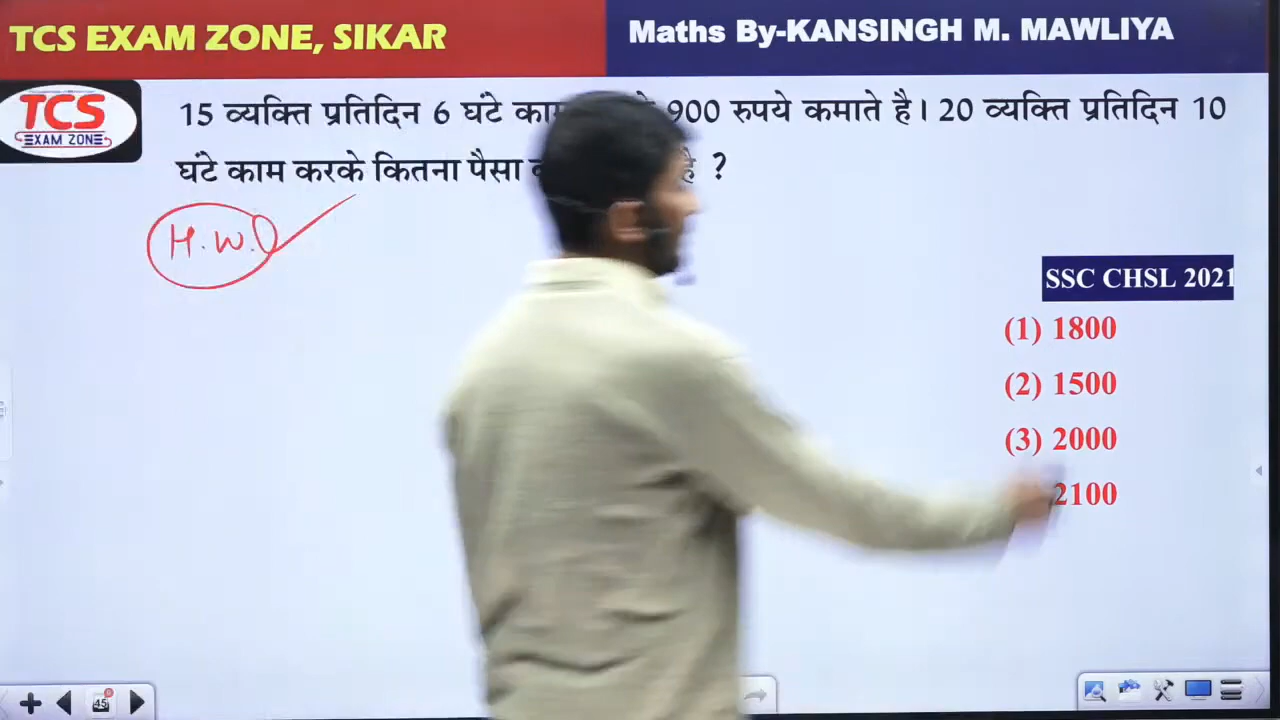 TCS EXAM ZONE, SIKAR
Maths By-KANSINGH M. MAWLIYA
TCS
EXAM ZONE
15 व्यक्ति प्रतिदिन 6 घंटे 900 रुपये कमाते है। 20 व्यक्ति प्रतिदिन 10
घंटे काम करके कितना पैसा है ?
H.W.
SSC CHSL 2021
(1) 1800
(2) 1500
(3) 2000
2100
45